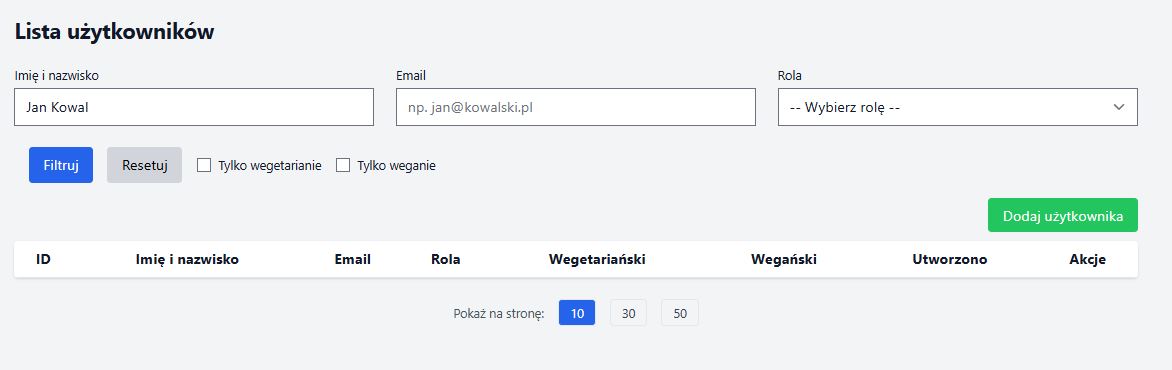 Lista użytkowników
Imię i nazwisko Email Rola
Jan Kowal np. jan@kowalski.pl -- Wybierz rolę --
Filtruj Resetuj Tylko wegetarianie Tylko weganie
Dodaj użytkownika
ID Imię i nazwisko Email Rola Wegetariański Wegański Utworzono Akcje
Pokaż na stronę: 10 30 50